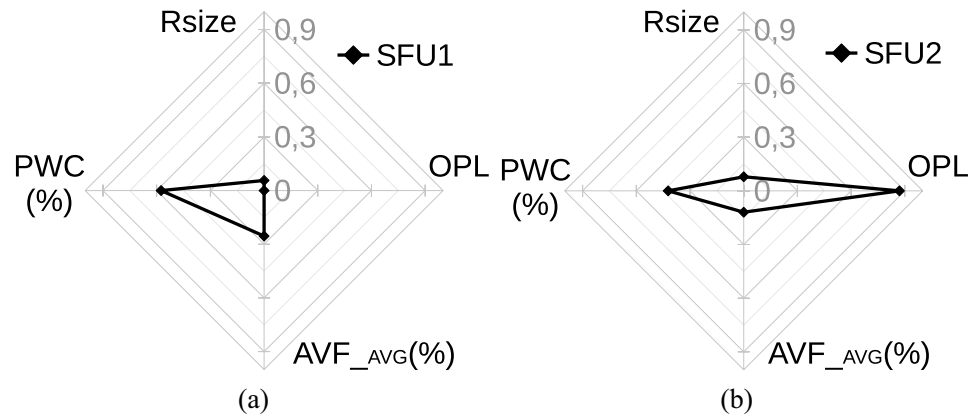 Rsize
0,9
SFU1
0,6
0,3
PWC
(%)
OPL
0
AVF_AVG(%)
(a)
Rsize
0,9
SFU2
0,6
0,3
PWC
(%)
OPL
0
AVF_AVG(%)
(b)